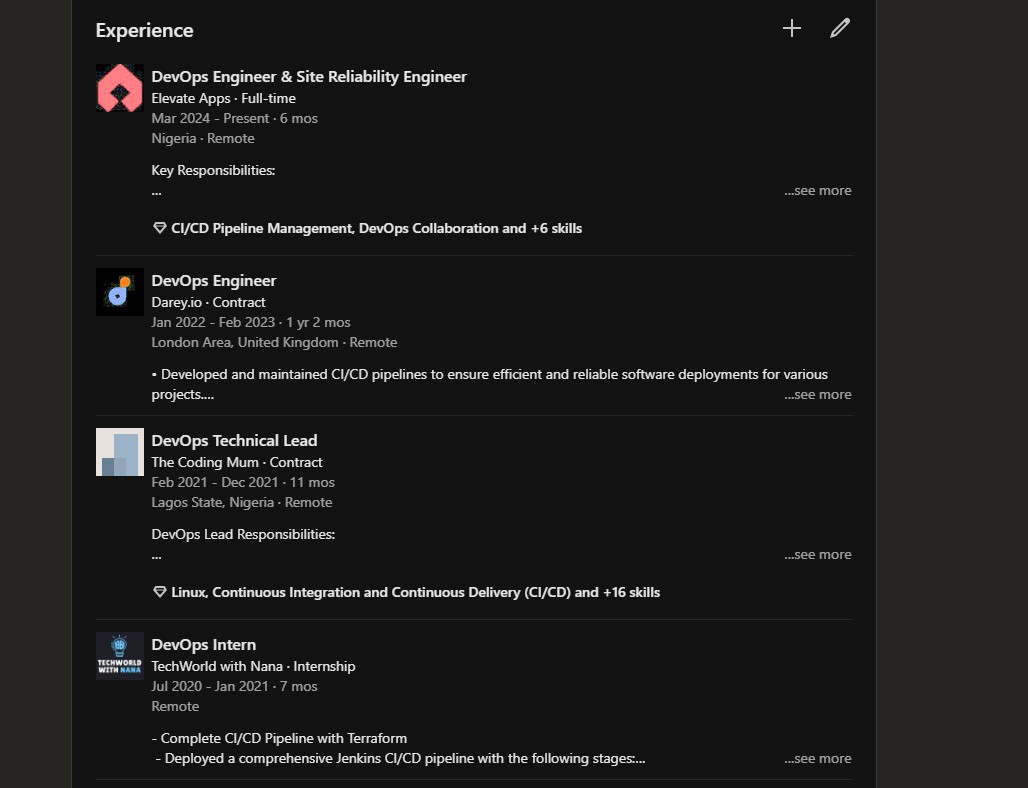 Experience
DevOps Engineer & Site Reliability Engineer
Elevate Apps · Full-time
Mar 2024 - Present · 6 mos
Nigeria · Remote
Key Responsibilities:
...
...see more
CI/CD Pipeline Management, DevOps Collaboration and +6 skills
DevOps Engineer
Darey.io · Contract
Jan 2022 - Feb 2023 · 1 yr 2 mos
London Area, United Kingdom · Remote
• Developed and maintained CI/CD pipelines to ensure efficient and reliable software deployments for various
projects....
...see more
DevOps Technical Lead
The Coding Mum · Contract
Feb 2021 - Dec 2021 · 11 mos
Lagos State, Nigeria · Remote
DevOps Lead Responsibilities:
...
...see more
Linux, Continuous Integration and Continuous Delivery (CI/CD) and +16 skills
TECHWORLD
WITH NANA
DevOps Intern
TechWorld with Nana · Internship
Jul 2020 - Jan 2021 · 7 mos
Remote
- Complete CI/CD Pipeline with Terraform
- Deployed a comprehensive Jenkins CI/CD pipeline with the following stages:...
...see more